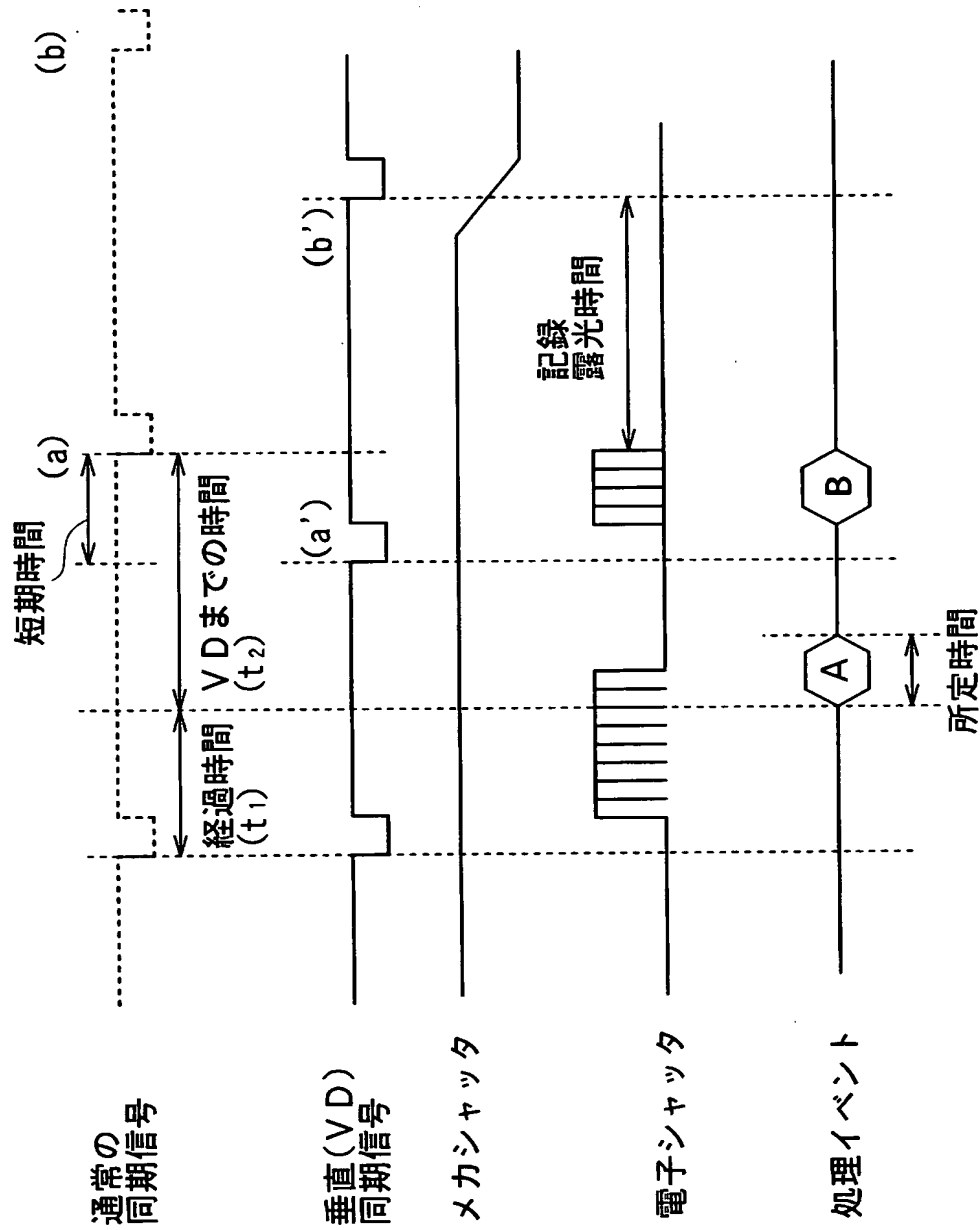 通常の
同期信号
短期時間
(a)
(b)
経過時間
(t₁)
VDまでの時間
(t₂)
垂直(VD)
同期信号
(a')
(b')
メカシャッタ
電子シャッタ
記録
露光時間
処理イベント
A
B
所定時間